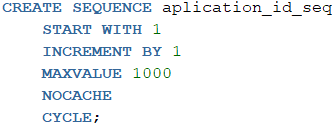 CREATE SEQUENCE aplication_id_seq
START WITH 1
INCREMENT BY 1
MAXVALUE 1000
NOCACHE
CYCLE;